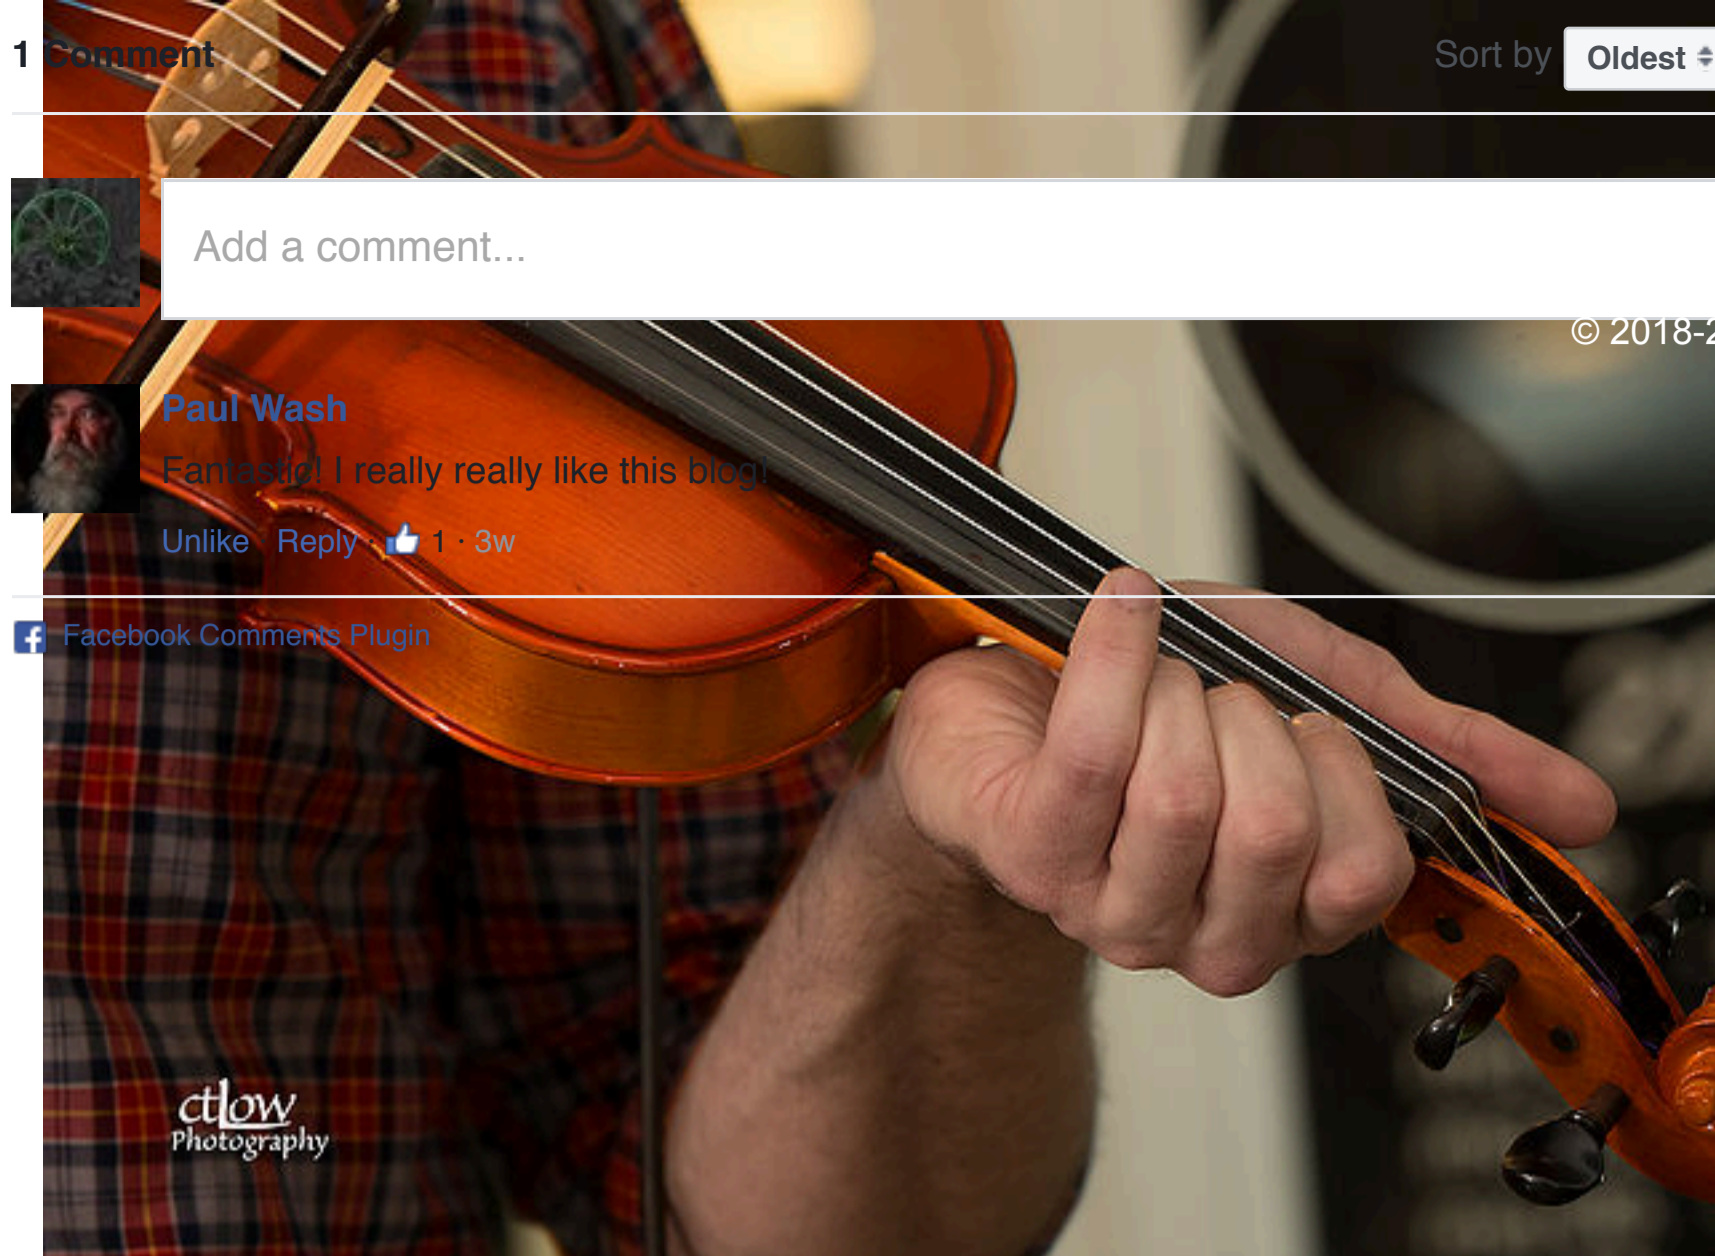 1 Comment
Sort by Oldest
Add a comment...
© 2018-2
Paul Wash
Fantastic! I really really like this blog!
Unlike Reply · 1 · 3w
Facebook Comments Plugin
ctlow
Photography